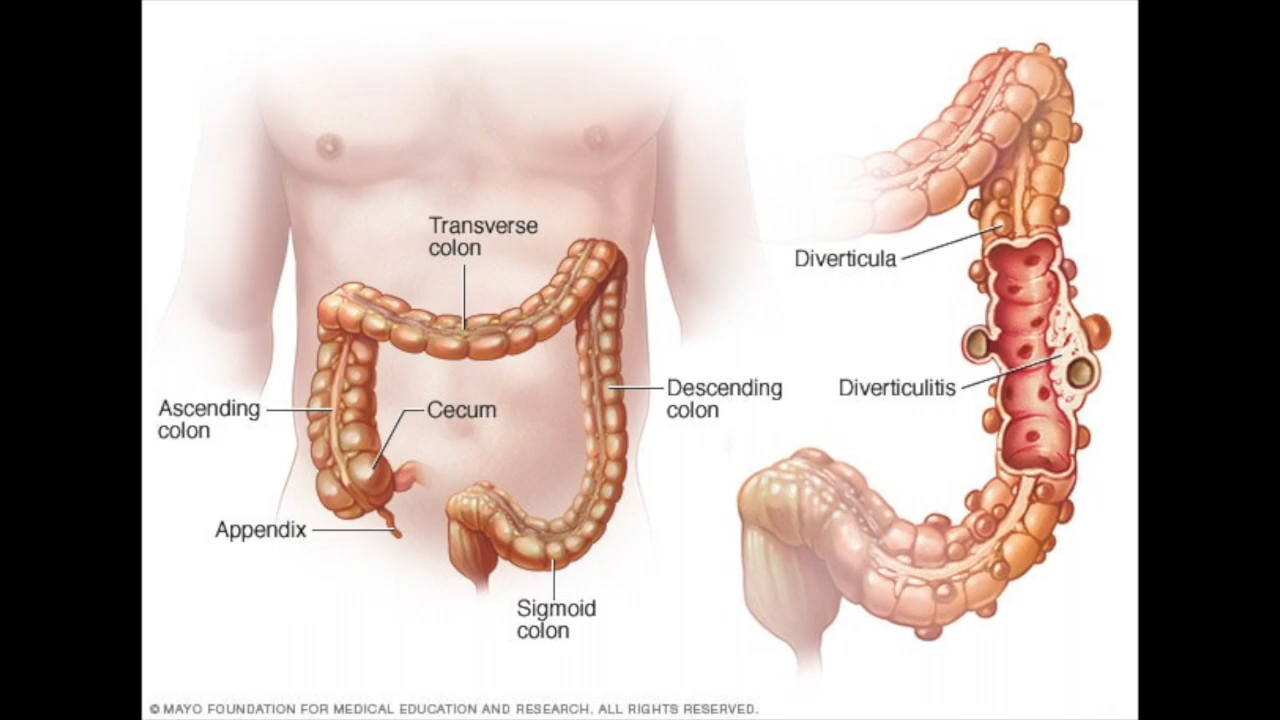 Transverse
colon
Diverticula
Diverticulitis
Descending
colon
Ascending
colon
Cecum
Appendix
Sigmoid
colon
© MAYO FOUNDATION FOR MEDICAL EDUCATION AND RESEARCH. ALL RIGHTS RESERVED.